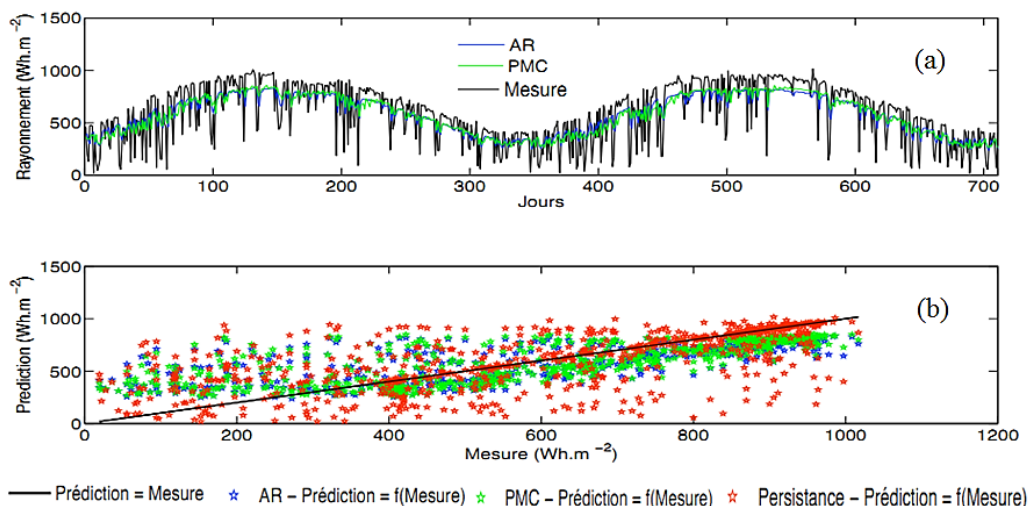 1500
1000
500
0
Rayonnement (Wh.m⁻²)
AR
PMC
Mesure
(a)
0 100 200 300 400 500 600 700
Jours
1500
1000
500
0
Prediction (Wh.m⁻²)
(b)
0 200 400 600 800 1000 1200
Mesure (Wh.m⁻²)
Prédiction = Mesure AR – Prédiction = f(Mesure) PMC – Prédiction = f(Mesure) Persistance – Prédiction = f(Mesure)